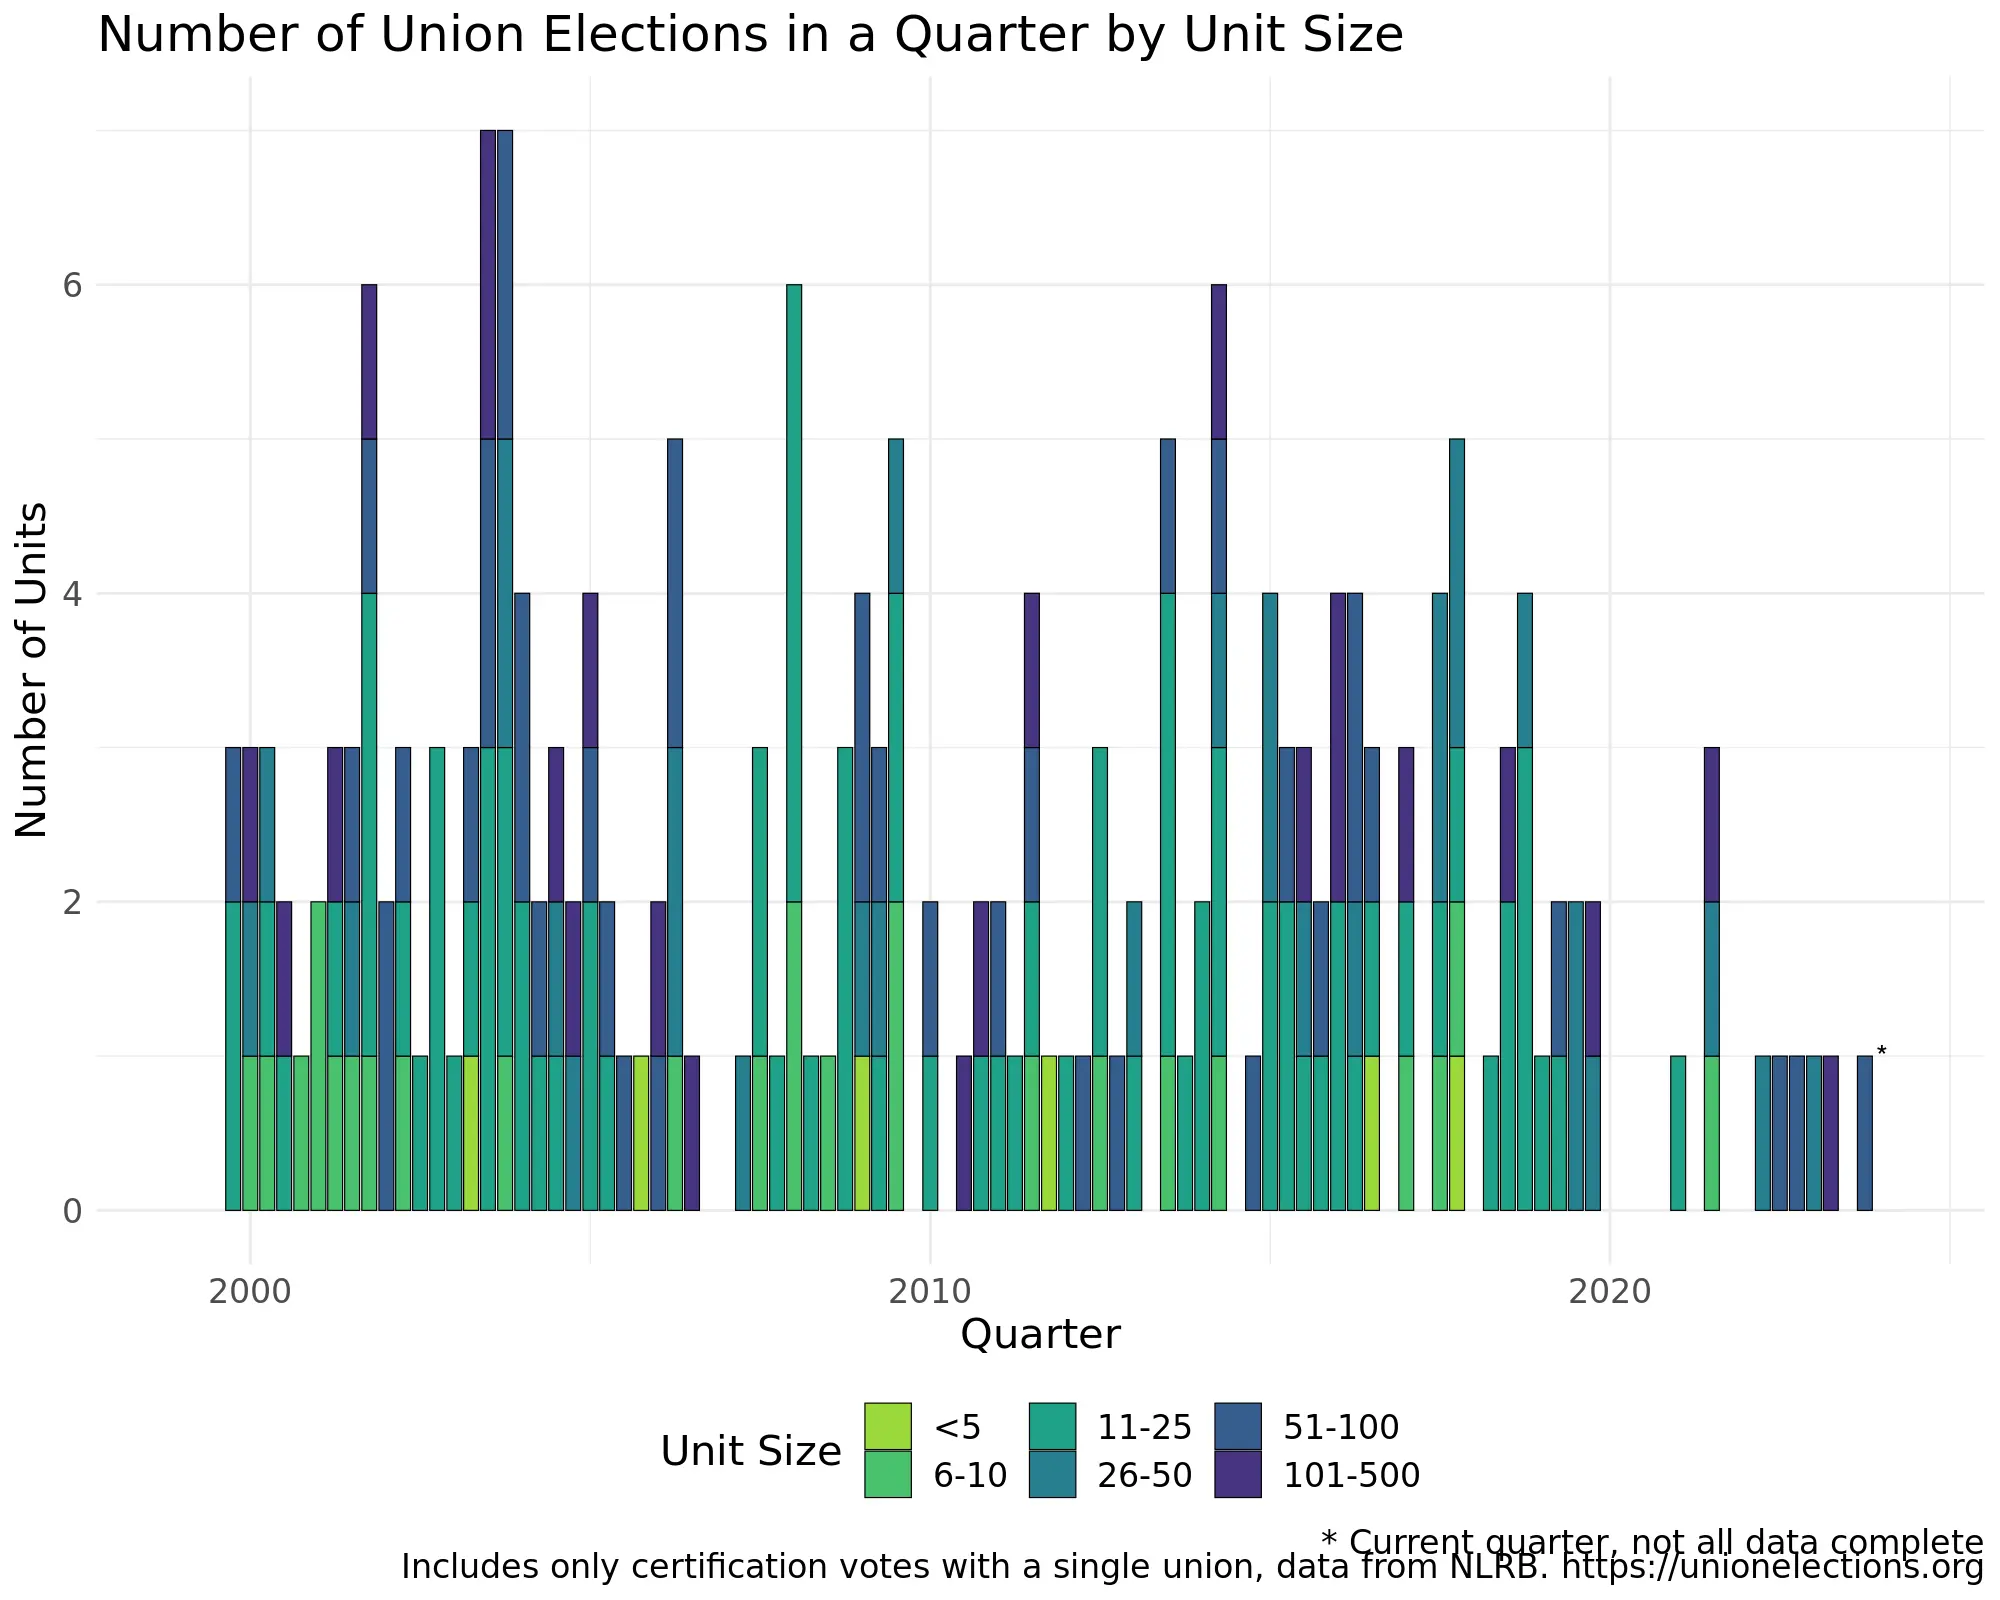 Number of Union Elections in a Quarter by Unit Size
Number of Units
6
4
2
0
*
2000 2010 2020
Quarter
Unit Size
<5 11-25 51-100
6-10 26-50 101-500
* Current quarter, not all data complete
Includes only certification votes with a single union, data from NLRB. https://unionelections.org